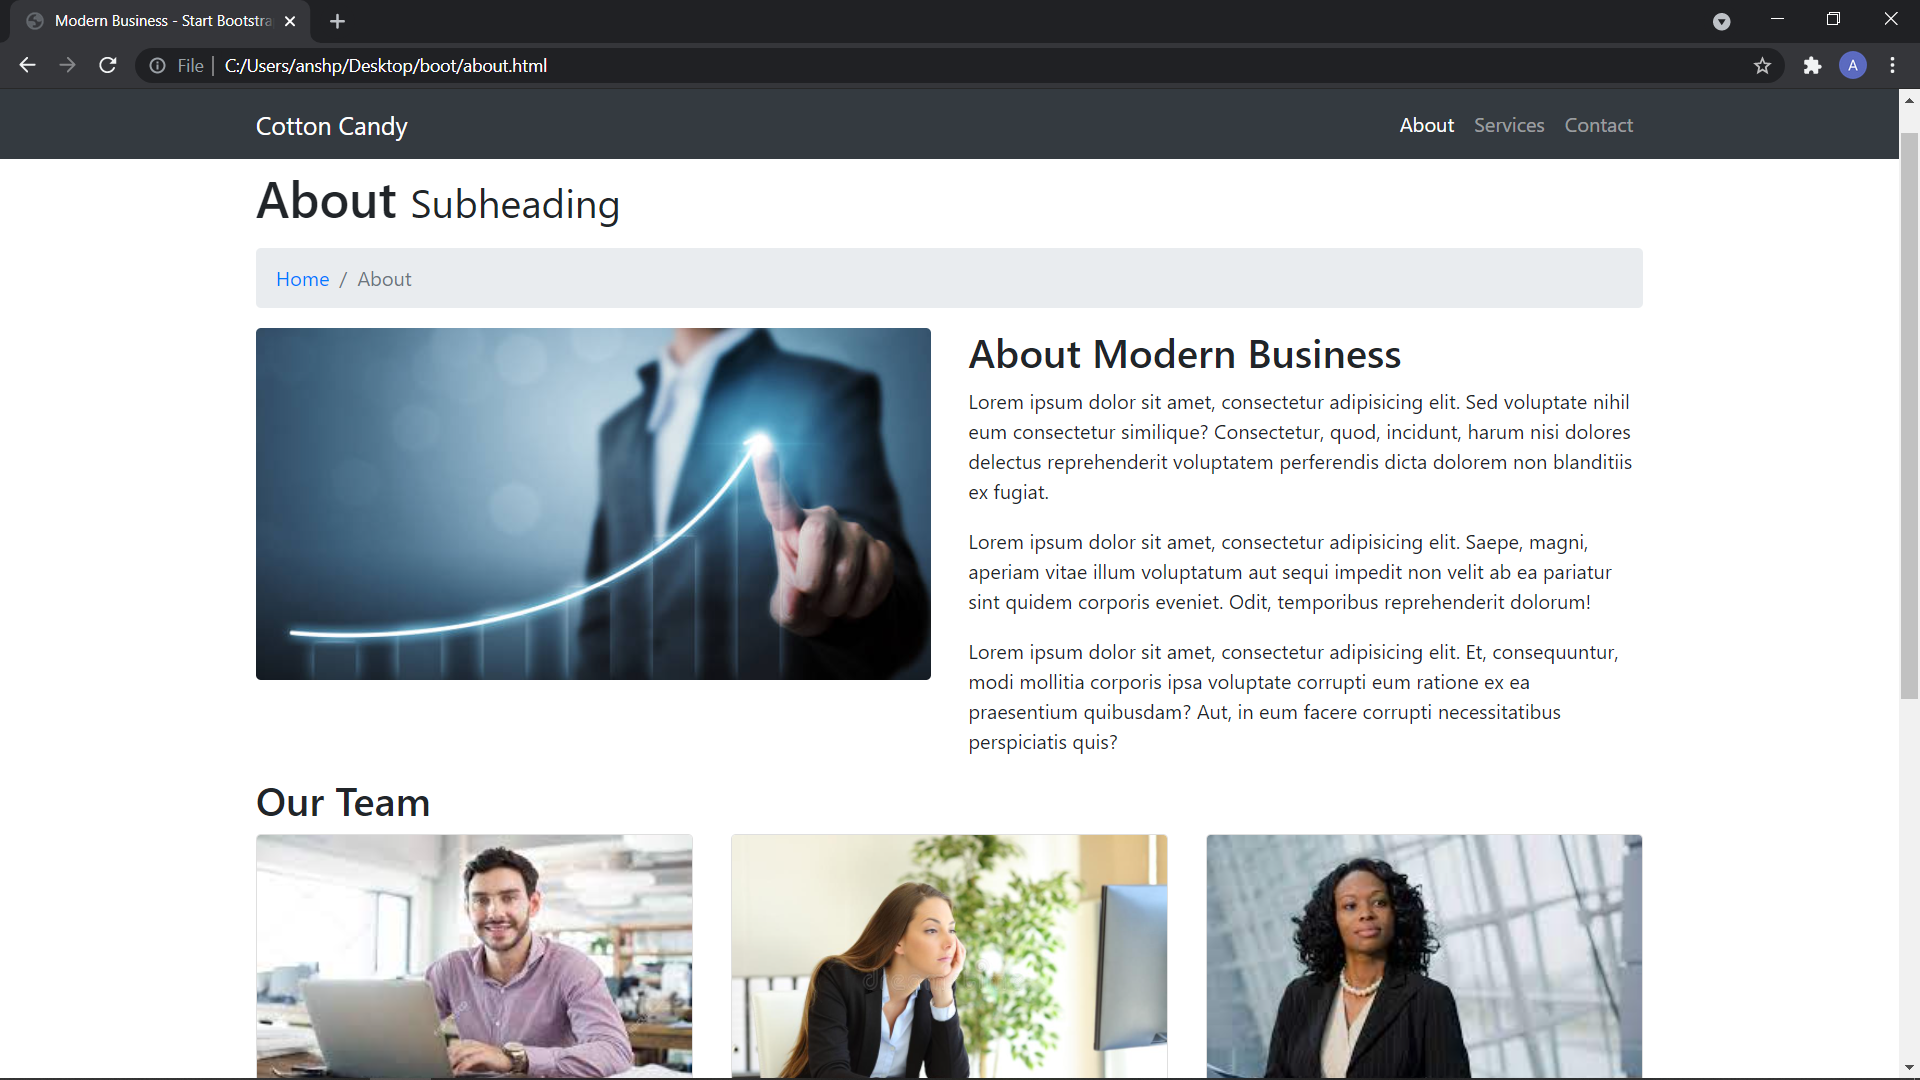 Modern Business - Start Bootstra
File
C:/Users/anshp/Desktop/boot/about.html
A
Cotton Candy
About Services Contact
About Subheading
Home / About
About Modern Business
Lorem ipsum dolor sit amet, consectetur adipisicing elit. Sed voluptate nihil
eum consectetur similique? Consectetur, quod, incidunt, harum nisi dolores
delectus reprehenderit voluptatem perferendis dicta dolorem non blanditiis
ex fugiat.
Lorem ipsum dolor sit amet, consectetur adipisicing elit. Saepe, magni,
aperiam vitae illum voluptatum aut sequi impedit non velit ab ea pariatur
sint quidem corporis eveniet. Odit, temporibus reprehenderit dolorum!
Lorem ipsum dolor sit amet, consectetur adipisicing elit. Et, consequuntur,
modi mollitia corporis ipsa voluptate corrupti eum ratione ex ea
praesentium quibusdam? Aut, in eum facere corrupti necessitatibus
perspiciatis quis?
Our Team